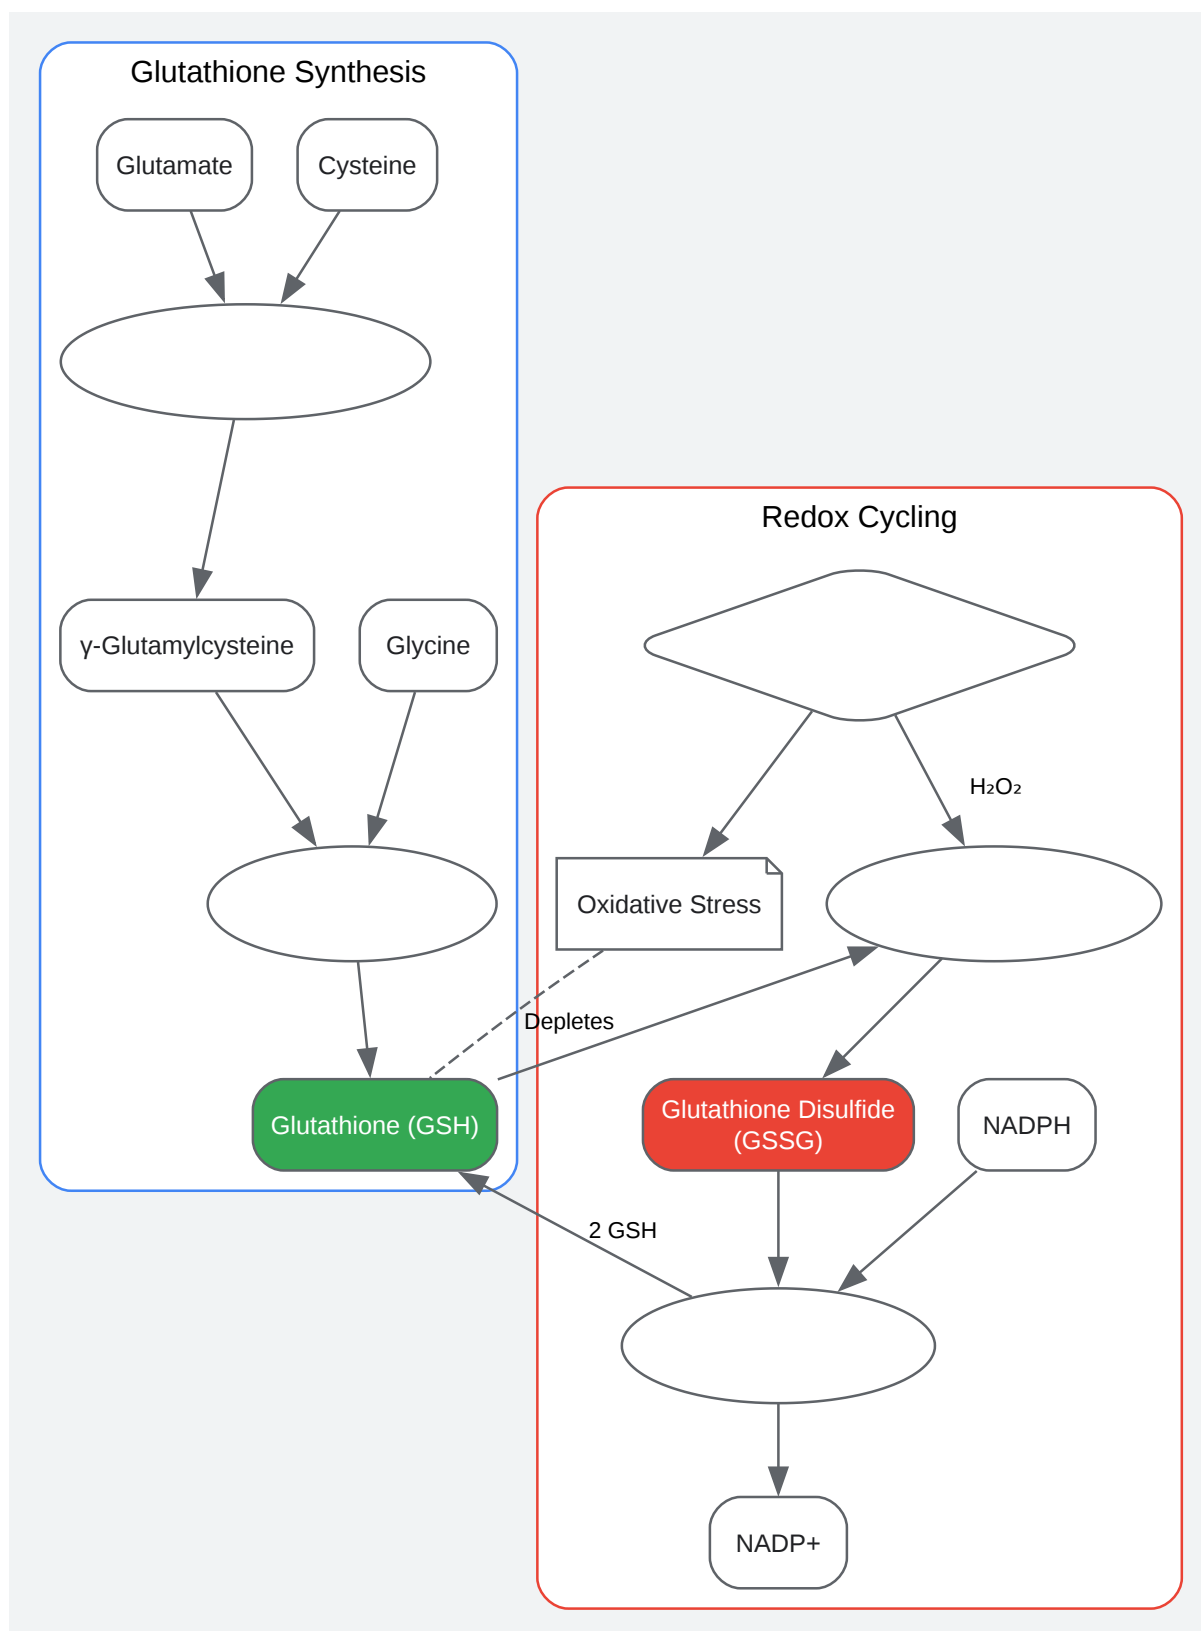 Glutathione Synthesis
Glutamate
Cysteine
Redox Cycling
γ-Glutamylcysteine
Glycine
H₂O₂
Oxidative Stress
Depletes
Glutathione (GSH)
Glutathione Disulfide
(GSSG)
NADPH
2 GSH
NADP+